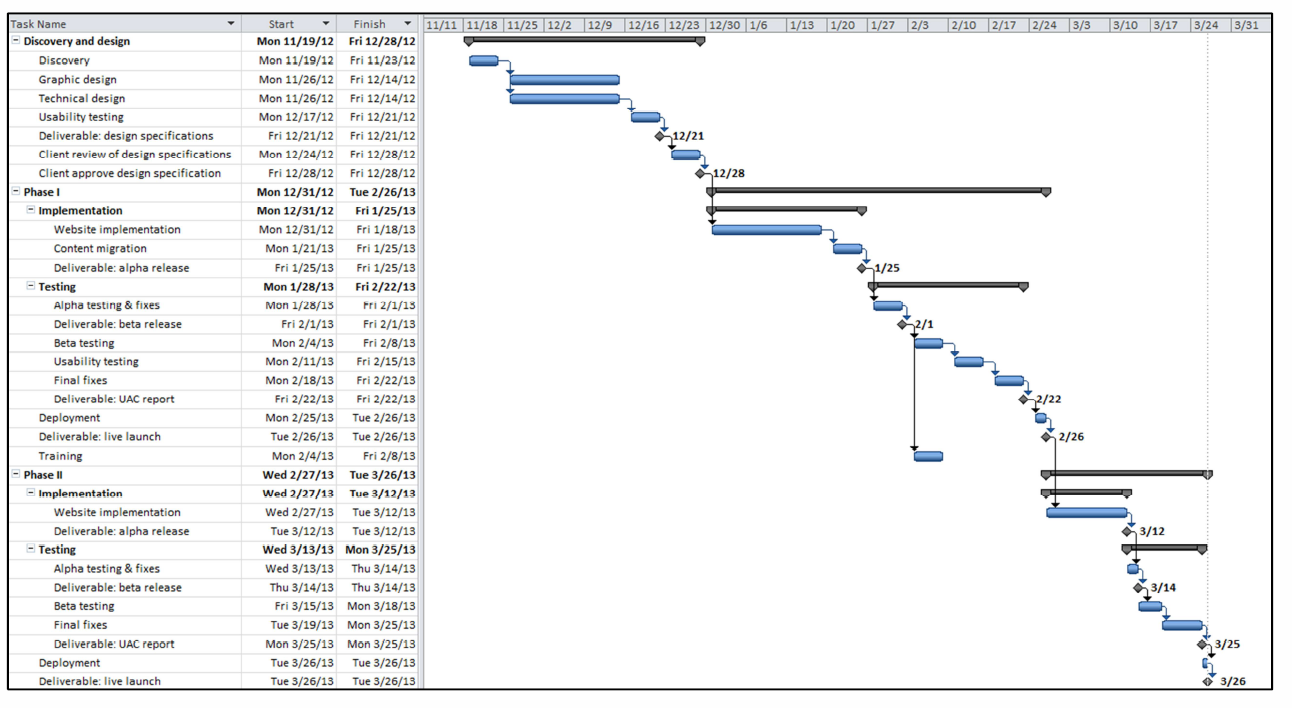 Task Name Start Finish 11/11 11/18 11/25 12/2 12/9 12/16 12/23 12/30 1/6 1/13 1/20 1/27 2/3 2/10 2/17 2/24 3/3 3/10 3/17 3/24 3/31
Discovery and design Mon 11/19/12 Fri 12/28/12
Discovery Mon 11/19/12 Fri 11/23/12
Graphic design Mon 11/26/12 Fri 12/14/12
Technical design Mon 11/26/12 Fri 12/14/12
Usability testing Mon 12/17/12 Fri 12/21/12
Deliverable: design specifications Fri 12/21/12 Fri 12/21/12 12/21
Client review of design specifications Mon 12/24/12 Fri 12/28/12
Client approve design specification Fri 12/28/12 Fri 12/28/12 12/28
Phase I Mon 12/31/12 Tue 2/26/13
Implementation Mon 12/31/12 Fri 1/25/13
Website implementation Mon 12/31/12 Fri 1/18/13
Content migration Mon 1/21/13 Fri 1/25/13
Deliverable: alpha release Fri 1/25/13 Fri 1/25/13 1/25
Testing Mon 1/28/13 Fri 2/22/13
Alpha testing & fixes Mon 1/28/13 Fri 2/1/13
Deliverable: beta release Fri 2/1/13 Fri 2/1/13 2/1
Beta testing Mon 2/4/13 Fri 2/8/13
Usability testing Mon 2/11/13 Fri 2/15/13
Final fixes Mon 2/18/13 Fri 2/22/13
Deliverable: UAC report Fri 2/22/13 Fri 2/22/13 2/22
Deployment Mon 2/25/13 Tue 2/26/13
Deliverable: live launch Tue 2/26/13 Tue 2/26/13 2/26
Training Mon 2/4/13 Fri 2/8/13
Phase II Wed 2/27/13 Tue 3/26/13
Implementation Wed 2/27/13 Tue 3/12/13
Website implementation Wed 2/27/13 Tue 3/12/13
Deliverable: alpha release Tue 3/12/13 Tue 3/12/13 3/12
Testing Wed 3/13/13 Mon 3/25/13
Alpha testing & fixes Wed 3/13/13 Thu 3/14/13
Deliverable: beta release Thu 3/14/13 Thu 3/14/13 3/14
Beta testing Fri 3/15/13 Mon 3/18/13
Final fixes Tue 3/19/13 Mon 3/25/13
Deliverable: UAC report Mon 3/25/13 Mon 3/25/13 3/25
Deployment Tue 3/26/13 Tue 3/26/13
Deliverable: live launch Tue 3/26/13 Tue 3/26/13 3/26